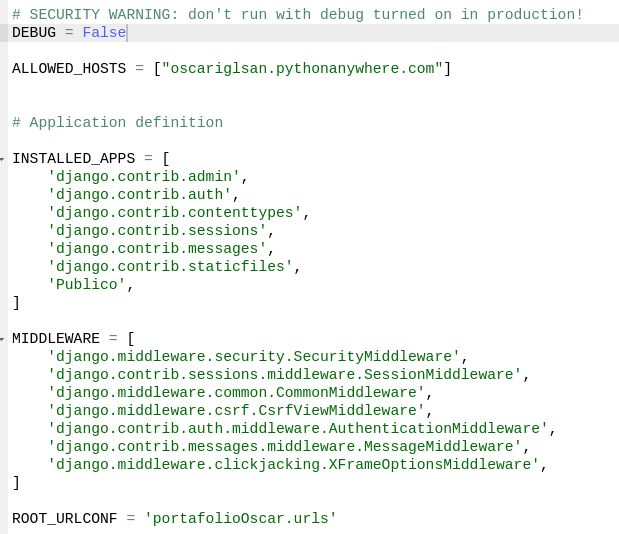 # SECURITY WARNING: don't run with debug turned on in production!
DEBUG = False
ALLOWED_HOSTS = ["oscariglsan.pythonanywhere.com"]
# Application definition
INSTALLED_APPS = [
    'django.contrib.admin',
    'django.contrib.auth',
    'django.contrib.contenttypes',
    'django.contrib.sessions',
    'django.contrib.messages',
    'django.contrib.staticfiles',
    'Publico',
]
MIDDLEWARE = [
    'django.middleware.security.SecurityMiddleware',
    'django.contrib.sessions.middleware.SessionMiddleware',
    'django.middleware.common.CommonMiddleware',
    'django.middleware.csrf.CsrfViewMiddleware',
    'django.contrib.auth.middleware.AuthenticationMiddleware',
    'django.contrib.messages.middleware.MessageMiddleware',
    'django.middleware.clickjacking.XFrameOptionsMiddleware',
]
ROOT_URLCONF = 'portafolioOscar.urls'